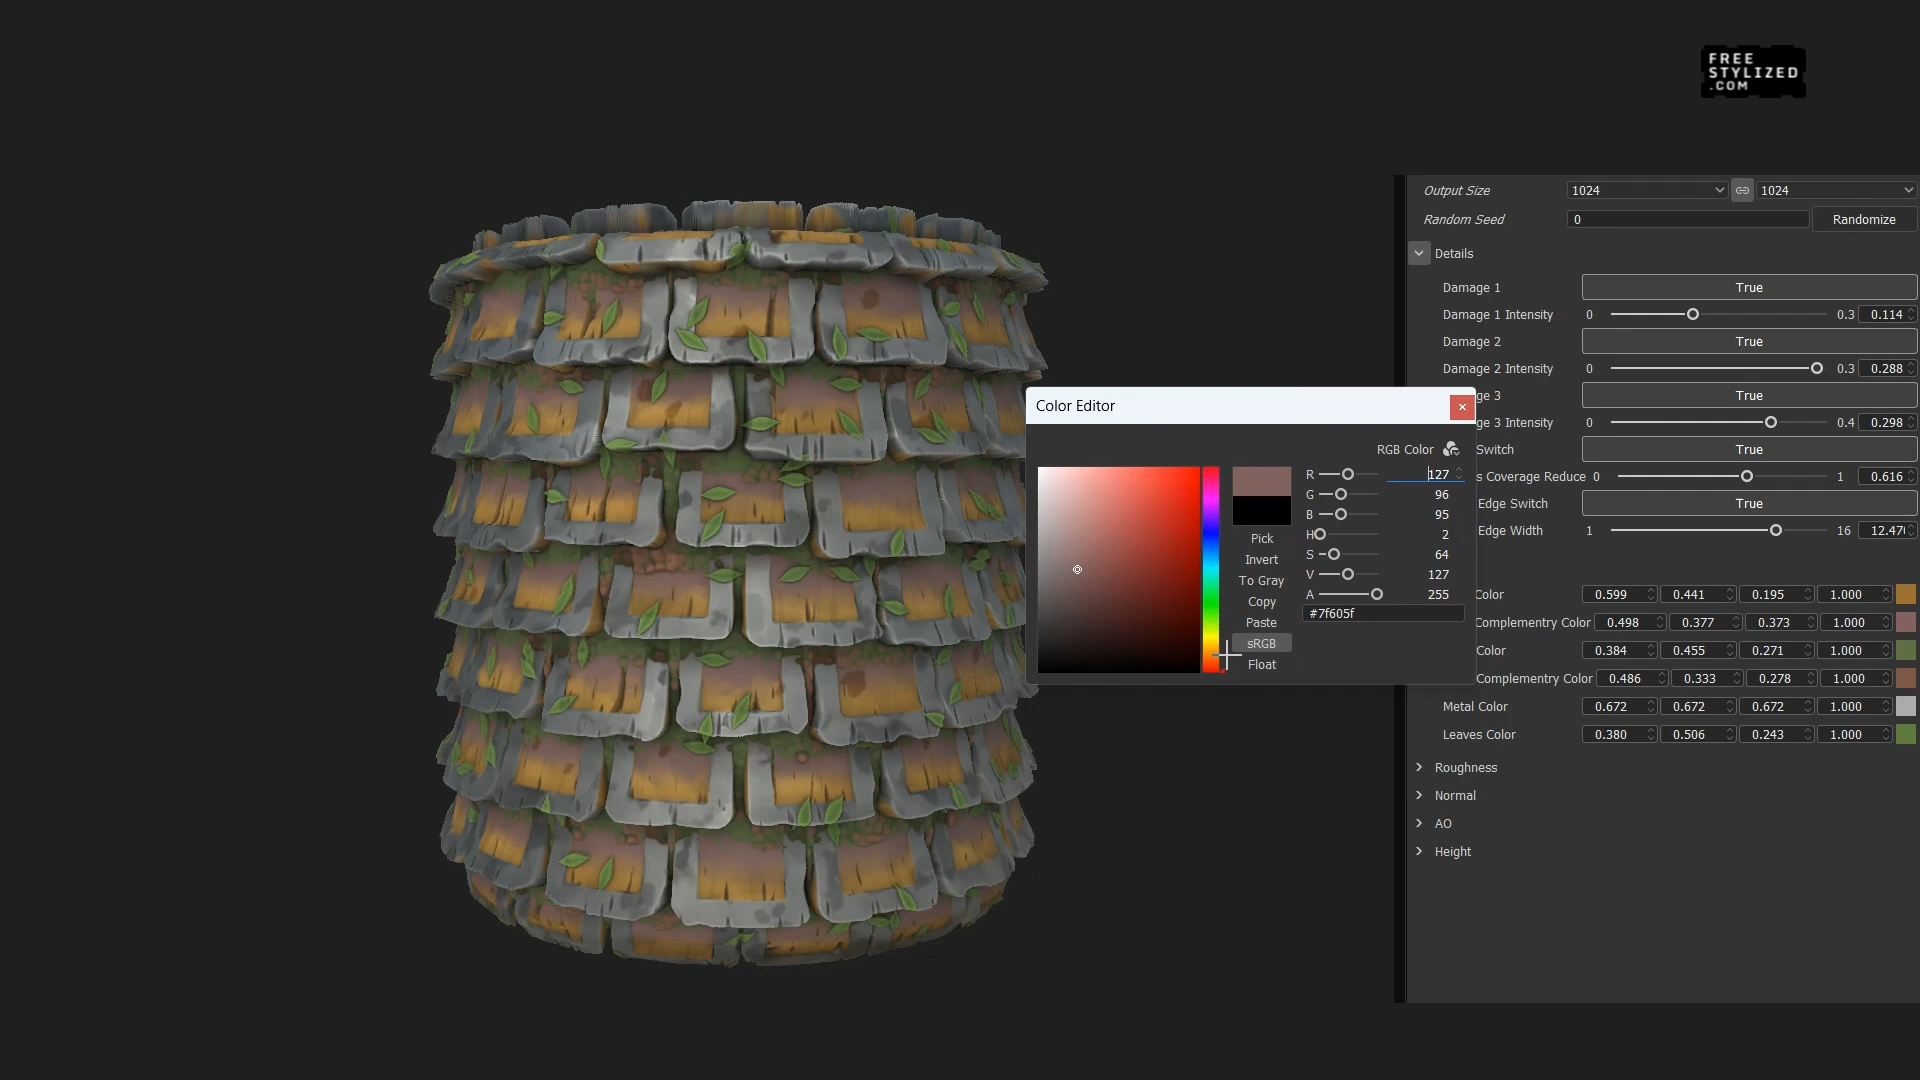 FREE
STYLIZED
.COM
Output Size 1024 1024
Random Seed 0 Randomize
Details
Damage 1 True
Damage 1 Intensity 0 0.3 0.114
Damage 2 True
Damage 2 Intensity 0 0.3 0.288
ge 3 True
ge 3 Intensity 0 0.4 0.298
Switch True
s Coverage Reduce 0 1 0.616
Edge Switch True
Edge Width 1 16 12.47
Color 0.599 0.441 0.195 1.000
Complementry Color 0.498 0.377 0.373 1.000
Color 0.384 0.455 0.271 1.000
Complementry Color 0.486 0.333 0.278 1.000
Metal Color 0.672 0.672 0.672 1.000
Leaves Color 0.380 0.506 0.243 1.000
Roughness
Normal
AO
Height
Color Editor
RGB Color
R 127
G 96
B 95
H 2
S 64
V 127
A 255
#7f605f
Pick
Invert
To Gray
Copy
Paste
sRGB
Float